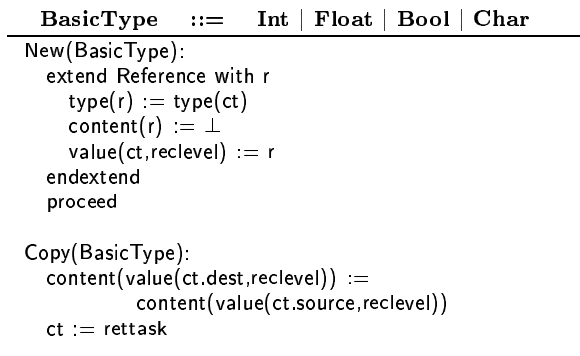 BasicType ::= Int | Float | Bool | Char
New(BasicType):
extend Reference with r
type(r) := type(ct)
content(r) := ⊥
value(ct,reclevel) := r
endextend
proceed
Copy(BasicType):
content(value(ct.dest,reclevel)) :=
content(value(ct.source,reclevel))
ct := rettask